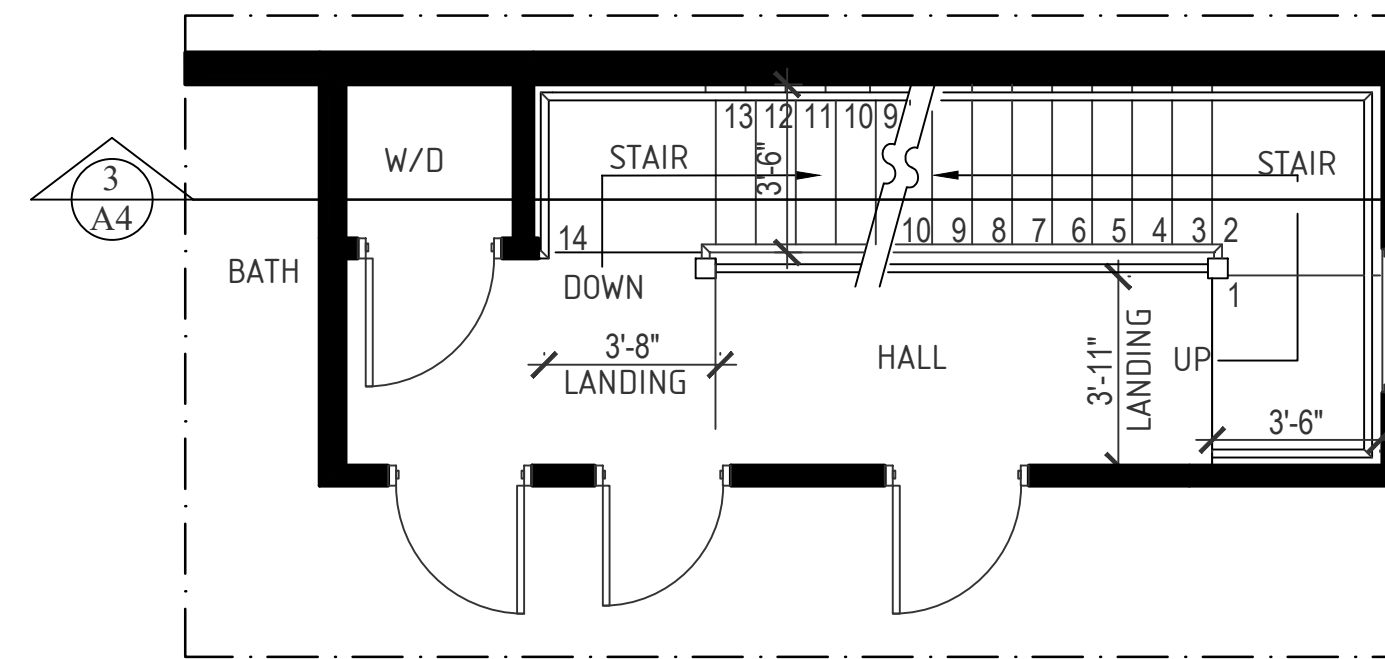 3
A4
W/D
BATH
STAIR
13 12 11 10 9
3'-6"
STAIR
14
10 9 8 7 6 5 4 3 2
1
DOWN
3'-8"
LANDING
HALL
3'-11"
LANDING
UP
3'-6"